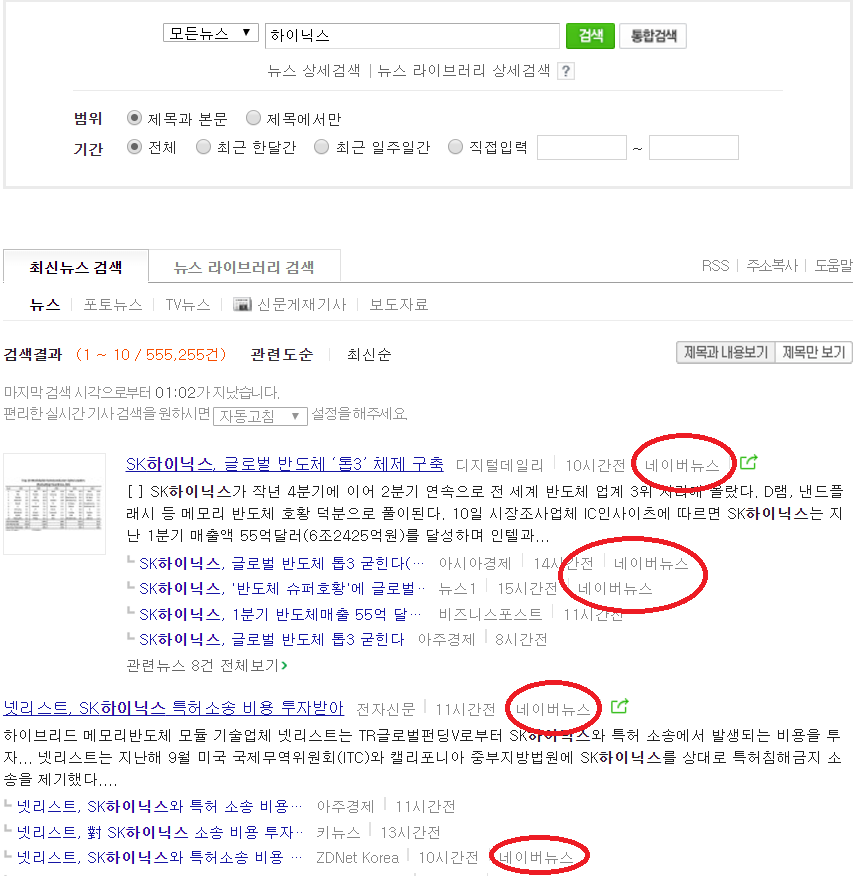 모든뉴스 ▼ 하이닉스 검색 통합검색
뉴스 상세검색 | 뉴스 라이브러리 상세검색 ?
범위 제목과 본문 제목에서만
기간 전체 최근 한달간 최근 일주일간 직접입력 ~
최신뉴스 검색 뉴스 라이브러리 검색 RSS | 주소복사 | 도움말
뉴스 | 포토뉴스 | TV뉴스 | 신문게재기사 | 보도자료
검색결과 (1 ~ 10 / 555,255건) 관련도순 | 최신순 제목과 내용보기 제목만 보기
마지막 검색 시각으로부터 01:02가 지났습니다.
편리한 실시간 기사 검색을 원하시면 자동고침 ▼ 설정을 해주세요.
SK하이닉스, 글로벌 반도체 ‘톱3’ 체제 구축 디지털데일리 | 10시간전 | 네이버뉴스
[ ] SK하이닉스가 작년 4분기에 이어 2분기 연속으로 전 세계 반도체 업계 3위 자리에 올랐다. D램, 낸드플
래시 등 메모리 반도체 호황 덕분으로 풀이된다. 10일 시장조사업체 IC인사이츠에 따르면 SK하이닉스는 지
난 1분기 매출액 55억달러(6조2425억원)를 달성하며 인텔과...
SK하이닉스, 글로벌 반도체 톱3 굳힌다(… 아시아경제 | 14시간전 | 네이버뉴스
SK하이닉스, '반도체 슈퍼호황'에 글로벌… 뉴스1 | 15시간전 | 네이버뉴스
SK하이닉스, 1분기 반도체매출 55억 달… 비즈니스포스트 | 11시간전
SK하이닉스, 글로벌 반도체 톱3 굳힌다 아주경제 | 8시간전
관련뉴스 8건 전체보기 >
넷리스트, SK하이닉스 특허소송 비용 투자받아 전자신문 | 11시간전 | 네이버뉴스
하이브리드 메모리반도체 모듈 기술업체 넷리스트는 TR글로벌펀딩V로부터 SK하이닉스와 특허 소송에서 발생되는 비용을 투
자... 넷리스트는 지난해 9월 미국 국제무역위원회(ITC)와 캘리포니아 중부지방법원에 SK하이닉스를 상대로 특허침해금지 소
송을 제기했다....
넷리스트, SK하이닉스와 특허 소송 비용… 아주경제 | 11시간전
넷리스트, 對 SK하이닉스 소송 비용 투자… 키뉴스 | 13시간전
넷리스트, SK하이닉스와 특허소송 비용 … ZDNet Korea | 10시간전 | 네이버뉴스